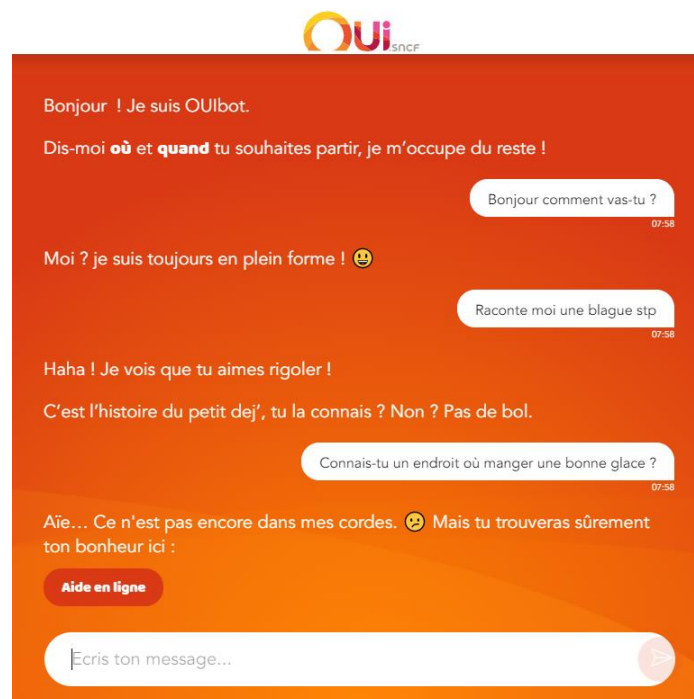 OUi.SNCF
Bonjour ! Je suis OUIbot.
Dis-moi où et quand tu souhaites partir, je m’occupe du reste !
Bonjour comment vas-tu ?
07:58
Moi ? je suis toujours en plein forme ! 😀
Raconte moi une blague stp
07:58
Haha ! Je vois que tu aimes rigoler !
C’est l’histoire du petit dej’, tu la connais ? Non ? Pas de bol.
Connais-tu un endroit où manger une bonne glace ?
07:58
Aïe… Ce n'est pas encore dans mes cordes. 😕 Mais tu trouveras sûrement
ton bonheur ici :
Aide en ligne
Ecris ton message...